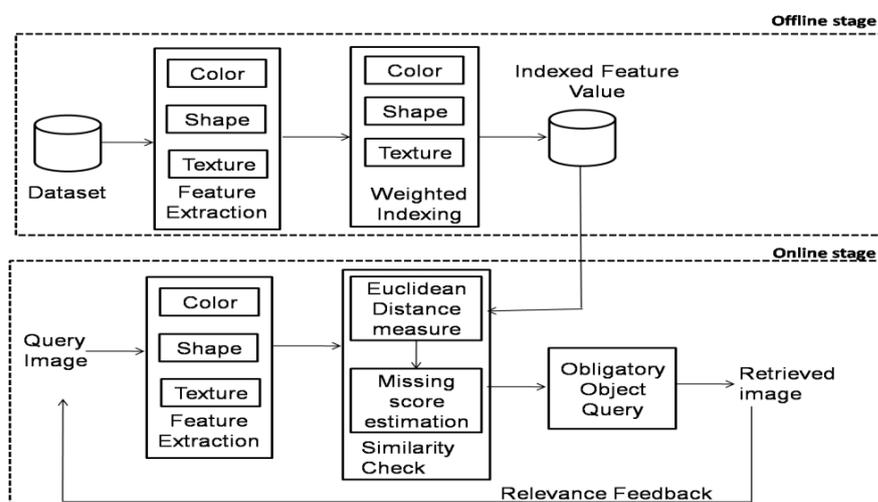 Offline stage
Color
Shape
Texture
Feature
Extraction
Color
Shape
Texture
Weighted
Indexing
Indexed Feature
Value
Dataset
Online stage
Query
Image
Color
Shape
Texture
Feature
Extraction
Euclidean
Distance
measure
Missing
score
estimation
Similarity
Check
Obligatory
Object
Query
Retrieved
image
Relevance Feedback